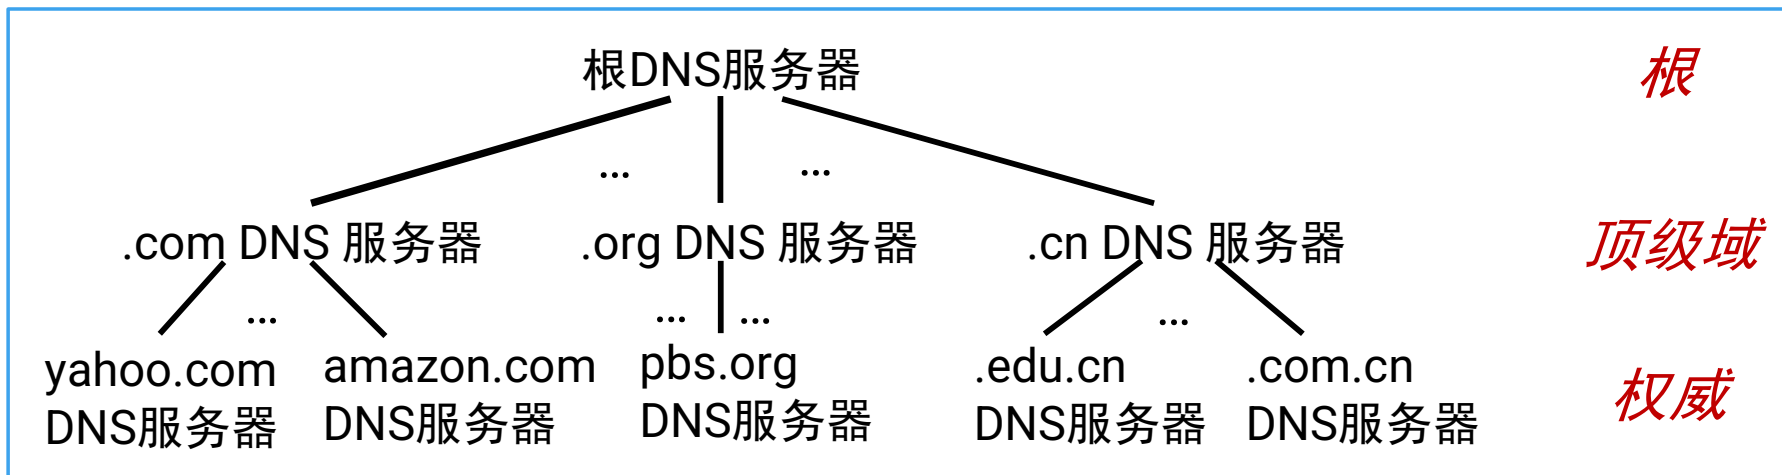 根DNS服务器
根
... ...
.com DNS 服务器
.org DNS 服务器
.cn DNS 服务器
顶级域
... ... ... ...
yahoo.com
DNS服务器
amazon.com
DNS服务器
pbs.org
DNS服务器
.edu.cn
DNS服务器
.com.cn
DNS服务器
权威